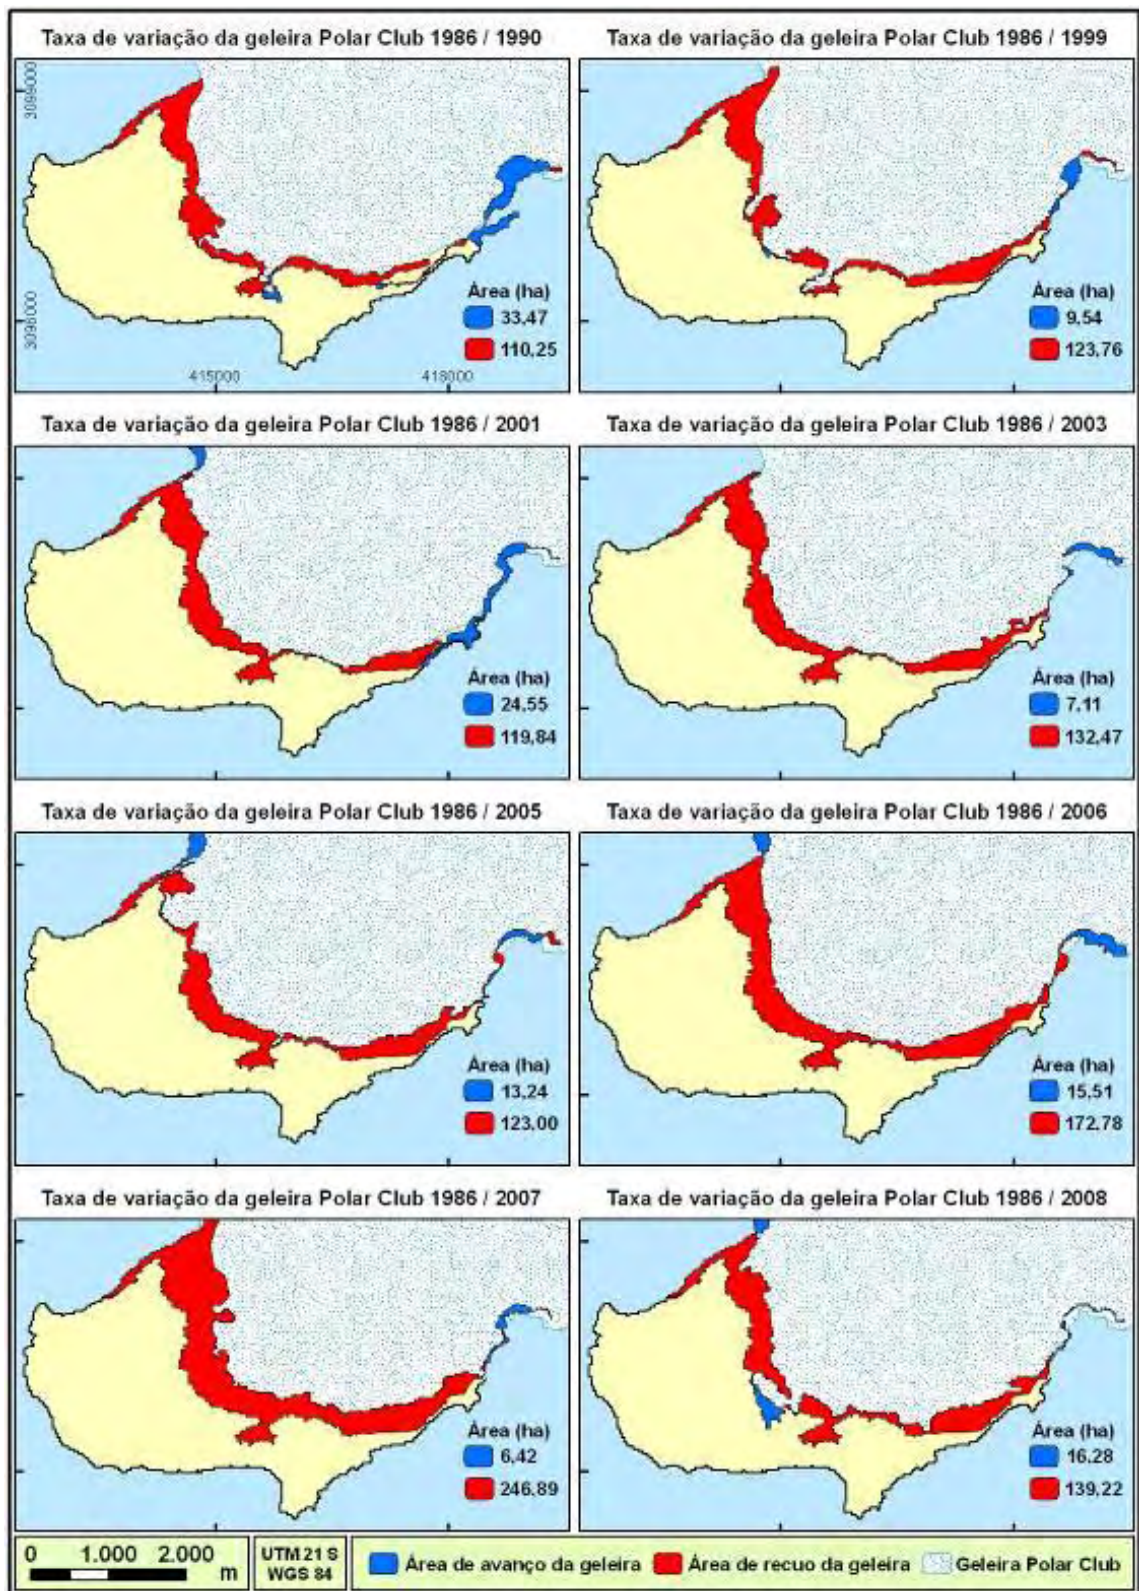 Taxa de variação da geleira Polar Club 1986 / 1990
3099000
3096000
415000
418000
Área (ha)
33,47
110,25
Taxa de variação da geleira Polar Club 1986 / 1999
Área (ha)
9,54
123,76
Taxa de variação da geleira Polar Club 1986 / 2001
Área (ha)
24,55
119,84
Taxa de variação da geleira Polar Club 1986 / 2003
Área (ha)
7,11
132,47
Taxa de variação da geleira Polar Club 1986 / 2005
Área (ha)
13,24
123,00
Taxa de variação da geleira Polar Club 1986 / 2006
Área (ha)
15,51
172,78
Taxa de variação da geleira Polar Club 1986 / 2007
Área (ha)
6,42
246,89
Taxa de variação da geleira Polar Club 1986 / 2008
Área (ha)
16,28
139,22
0 1.000 2.000
m
UTM 21 S
WGS 84
Área de avanço da geleira
Área de recuo da geleira
Geleira Polar Club